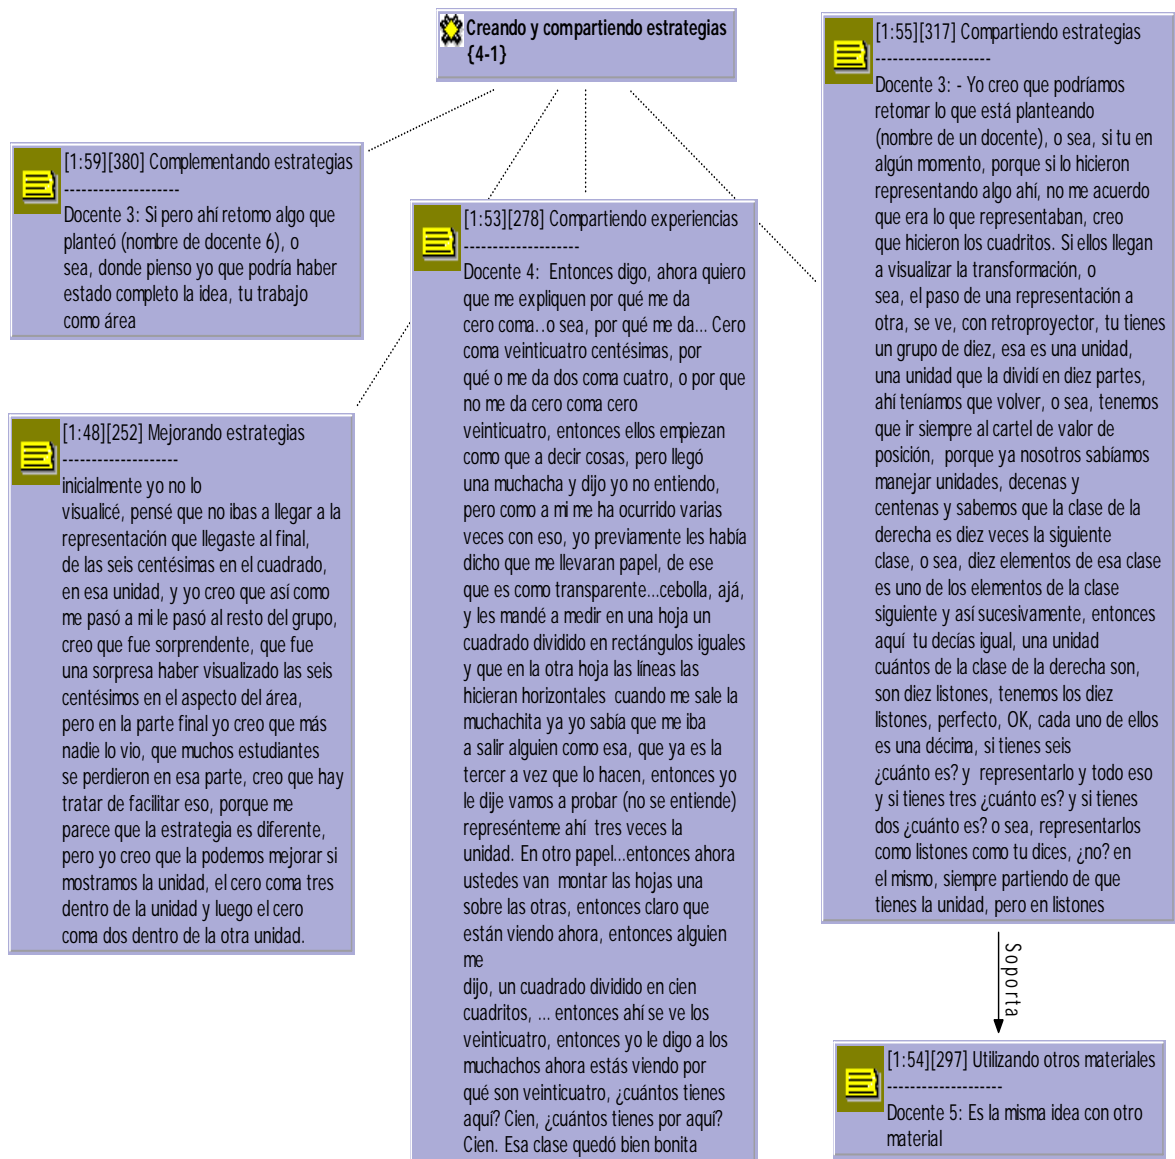 Creando y compartiendo estrategias
{4-1}
[1:59][380] Complementando estrategias
--------------------
Docente 3: Si pero ahí retomo algo que
planteó (nombre de docente 6), o
sea, donde pienso yo que podría haber
estado completo la idea, tu trabajo
como área
[1:48][252] Mejorando estrategias
--------------------
inicialmente yo no lo
visualicé, pensé que no ibas a llegar a la
representación que llegaste al final,
de las seis centésimas en el cuadrado,
en esa unidad, y yo creo que así como
me pasó a mi le pasó al resto del grupo,
creo que fue sorprendente, que fue
una sorpresa haber visualizado las seis
centésimos en el aspecto del área,
pero en la parte final yo creo que más
nadie lo vio, que muchos estudiantes
se perdieron en esa parte, creo que hay
tratar de facilitar eso, porque me
parece que la estrategia es diferente,
pero yo creo que la podemos mejorar si
mostramos la unidad, el cero coma tres
dentro de la unidad y luego el cero
coma dos dentro de la otra unidad.
[1:53][278] Compartiendo experiencias
--------------------
Docente 4: Entonces digo, ahora quiero
que me expliquen por qué me da
cero coma..o sea, por qué me da... Cero
coma veinticuatro centésimas, por
qué o me da dos coma cuatro, o por que
no me da cero coma cero
veinticuatro, entonces ellos empiezan
como que a decir cosas, pero llegó
una muchacha y dijo yo no entiendo,
pero como a mi me ha ocurrido varias
veces con eso, yo previamente les había
dicho que me llevaran papel, de ese
que es como transparente...cebolla, ajá,
y les mandé a medir en una hoja un
cuadrado dividido en rectángulos iguales
y que en la otra hoja las líneas las
hicieran horizontales cuando me sale la
muchachita ya yo sabía que me iba
a salir alguien como esa, que ya es la
tercer a vez que lo hacen, entonces yo
le dije vamos a probar (no se entiende)
represénteme ahí tres veces la
unidad. En otro papel...entonces ahora
ustedes van montar las hojas una
sobre las otras, entonces claro que
están viendo ahora, entonces alguien
me
dijo, un cuadrado dividido en cien
cuadritos, ... entonces ahí se ve los
veinticuatro, entonces yo le digo a los
muchachos ahora estás viendo por
qué son veinticuatro, ¿cuántos tienes
aquí? Cien, ¿cuántos tienes por aquí?
Cien. Esa clase quedó bien bonita
[1:55][317] Compartiendo estrategias
--------------------
Docente 3: - Yo creo que podríamos
retomar lo que está planteando
(nombre de un docente), o sea, si tu en
algún momento, porque si lo hicieron
representando algo ahí, no me acuerdo
que era lo que representaban, creo
que hicieron los cuadritos. Si ellos llegan
a visualizar la transformación, o
sea, el paso de una representación a
otra, se ve, con retroproyector, tu tienes
un grupo de diez, esa es una unidad,
una unidad que la dividí en diez partes,
ahí teníamos que volver, o sea, tenemos
que ir siempre al cartel de valor de
posición, porque ya nosotros sabíamos
manejar unidades, decenas y
centenas y sabemos que la clase de la
derecha es diez veces la siguiente
clase, o sea, diez elementos de esa clase
es uno de los elementos de la clase
siguiente y así sucesivamente, entonces
aquí tu decías igual, una unidad
cuántos de la clase de la derecha son,
son diez listones, tenemos los diez
listones, perfecto, OK, cada uno de ellos
es una décima, si tienes seis
¿cuánto es? y representarlo y todo eso
y si tienes tres ¿cuánto es? y si tienes
dos ¿cuánto es? o sea, representarlos
como listones como tu dices, ¿no? en
el mismo, siempre partiendo de que
tienes la unidad, pero en listones
Soporta
[1:54][297] Utilizando otros materiales
--------------------
Docente 5: Es la misma idea con otro
material